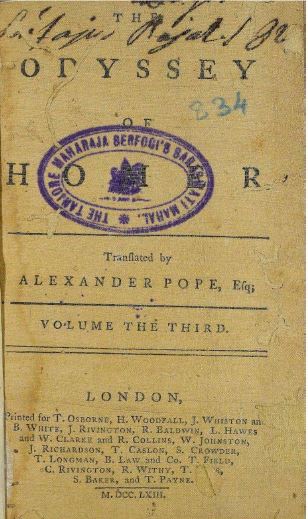 THE
ODYSSEY
OF
834
HOMER
THE TANJORE MAHARAJA SERFOJI'S SARASVATI MAHAL
Tranſlated by
ALEXANDER POPE, Eſq;
VOLUME THE THIRD.
LONDON,
Printed for T. OSBORNE, H. WOODFALL, J. WHISTON and
B. WHITE, J. RIVINGTON, R. BALDWIN, L. HAWES
and W. CLARKE and R. COLLINS, W. JOHNSTON,
J. RICHARDSON, T. CASLON, S. CROWDER,
T. LONGMAN, B. LAW and Co. T. FIELD,
C. RIVINGTON, R. WITHY, T.
S. BAKER, and T. PAYNE.
M.DCC.LXIII.